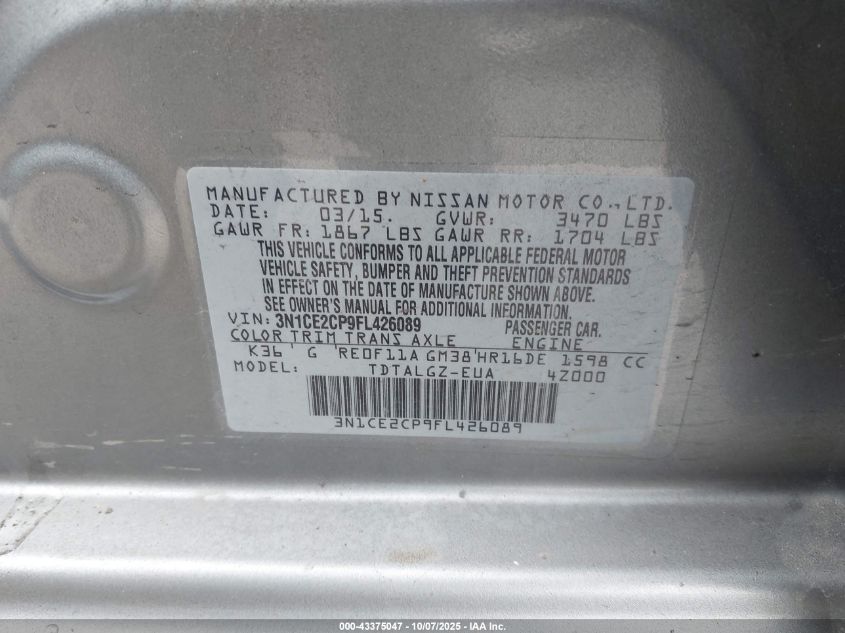 MANUFACTURED BY NISSAN MOTOR CO., LTD.
DATE: 03/15. GVWR: 3470 LBS
GAWR FR: 1867 LBS GAWR RR: 1704 LBS
THIS VEHICLE CONFORMS TO ALL APPLICABLE FEDERAL MOTOR
VEHICLE SAFETY, BUMPER AND THEFT PREVENTION STANDARDS
IN EFFECT ON THE DATE OF MANUFACTURE SHOWN ABOVE.
SEE OWNER'S MANUAL FOR ADDITIONAL INFORMATION.
VIN: 3N1CE2CP9FL426089 PASSENGER CAR.
COLOR TRIM TRANS AXLE ENGINE
K36 G RE0F11A GM38 HR16DE 1598 CC
MODEL: TDTALGZ-EUA 4Z000
3N1CE2CP9FL426089
000-43375047 - 10/07/2025 - IAA Inc.